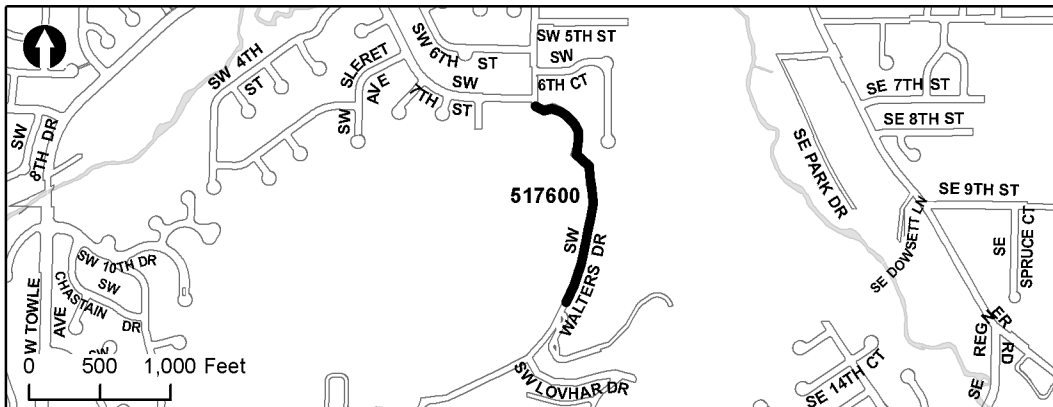 SW 5TH ST
SW 6TH ST
SW
6TH CT
SW 4TH
ST
SLERET
AVE
SW
SW
7TH
ST
SW
8TH DR
SE 7TH ST
SE 8TH ST
SE PARK DR
SE 9TH ST
SE DOWSETT LN
SE
SPRUCE CT
517600
SW
WALTERS DR
SW 10TH DR
SW
CHASTAIN
DR
W TOWLE
AVE
SW
REGNER
SE
RD
0 500 1,000 Feet
SW LOVHAR DR
SE 14TH CT